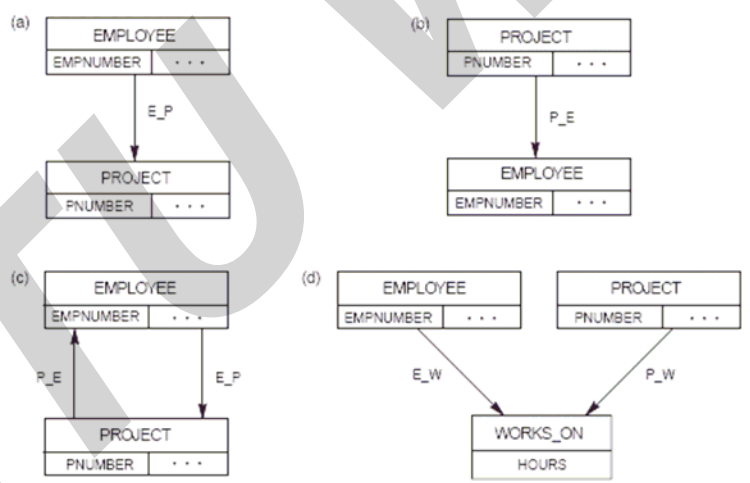 (a)
EMPLOYEE
EMPNUMBER · · ·
E_P
PROJECT
PNUMBER · · ·
(b)
PROJECT
PNUMBER · · ·
P_E
EMPLOYEE
EMPNUMBER · · ·
(c)
EMPLOYEE
EMPNUMBER · · ·
P_E E_P
PROJECT
PNUMBER · · ·
(d)
EMPLOYEE PROJECT
EMPNUMBER · · · PNUMBER · · ·
E_W P_W
WORKS_ON
HOURS